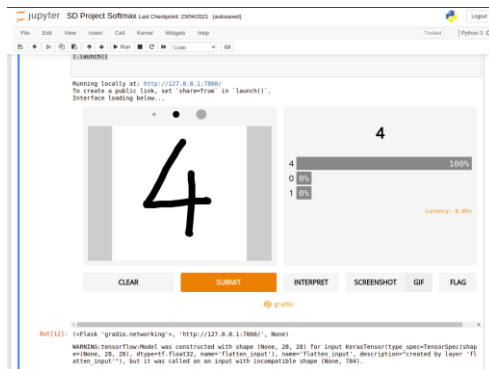 jupyter SD Project Softmax Last Checkpoint: 23/04/2021 (autosaved)
Logout
File Edit View Insert Cell Kernel Widgets Help
Trusted Python 3
Run Code
).launch()
Running locally at: http://127.0.0.1:7860/
To create a public link, set `share=True` in `launch()`.
Interface loading below...
4
4
4 100%
0 0%
1 0%
Latency: 0.05s
CLEAR SUBMIT INTERPRET SCREENSHOT GIF FLAG
gradio
Out[12]: (<Flask 'gradio.networking'>, 'http://127.0.0.1:7860/', None)
WARNING:tensorflow:Model was constructed with shape (None, 28, 28) for input KerasTensor(type_spec=TensorSpec(shap
e=(None, 28, 28), dtype=tf.float32, name='flatten_input'), name='flatten_input', description="created by layer 'fl
atten_input'"), but it was called on an input with incompatible shape (None, 784).